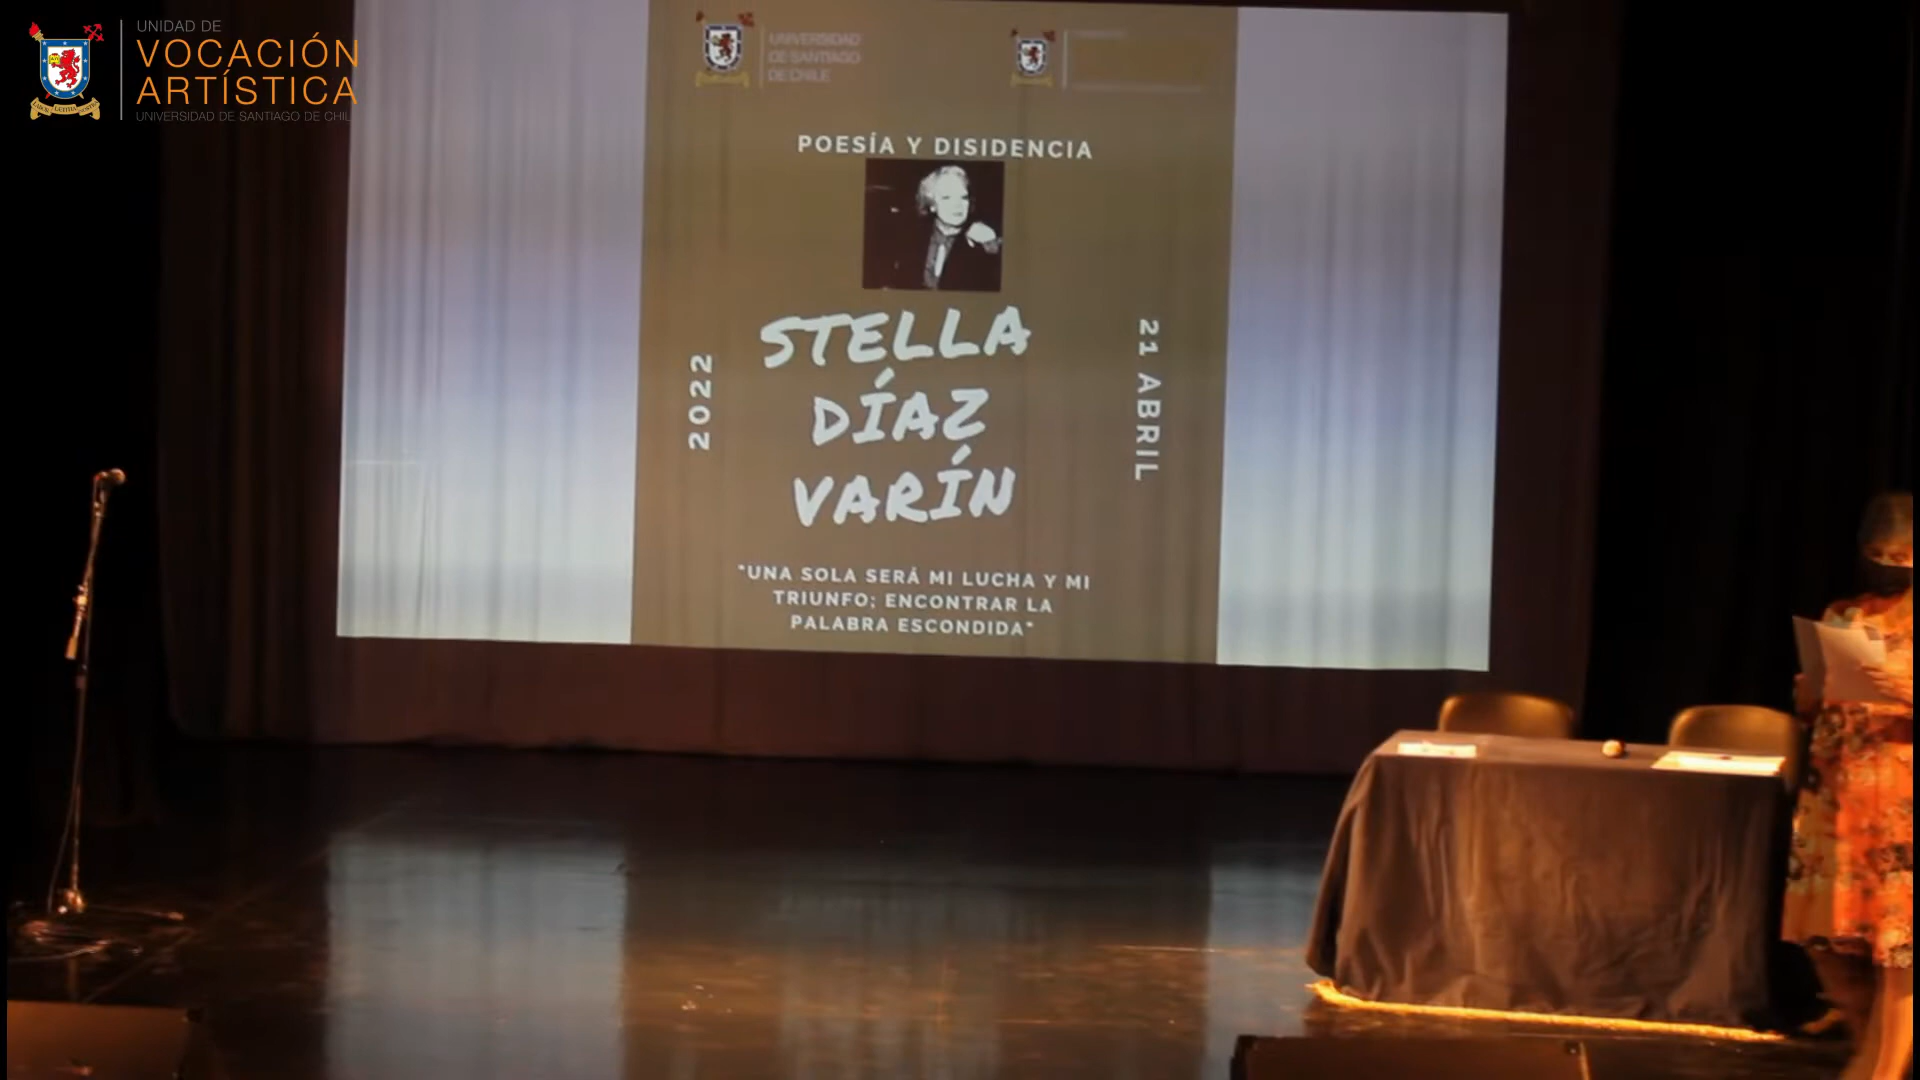 UNIDAD DE
VOCACIÓN
ARTÍSTICA
UNIVERSIDAD DE SANTIAGO DE CHIL
UNIVERSIDAD
DE SANTIAGO
DE CHILE
POESÍA Y DISIDENCIA
STELLA
DÍAZ
VARÍN
2022
21 ABRIL
"UNA SOLA SERÁ MI LUCHA Y MI
TRIUNFO; ENCONTRAR LA
PALABRA ESCONDIDA"